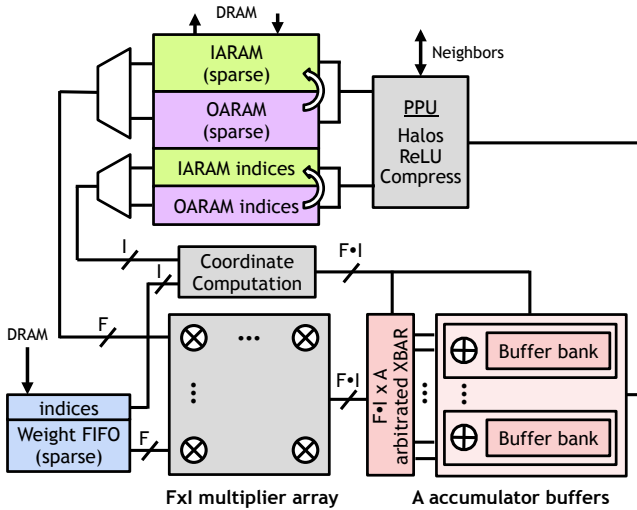 DRAM
IARAM
(sparse)
OARAM
(sparse)
IARAM indices
OARAM indices
Neighbors
PPU
Halos
ReLU
Compress
I
I
Coordinate
Computation
F•I
DRAM
F
indices
Weight FIFO
(sparse)
F
...
...
F•I
F•I x A
arbitrated XBAR
...
Buffer bank
...
Buffer bank
FxI multiplier array
A accumulator buffers